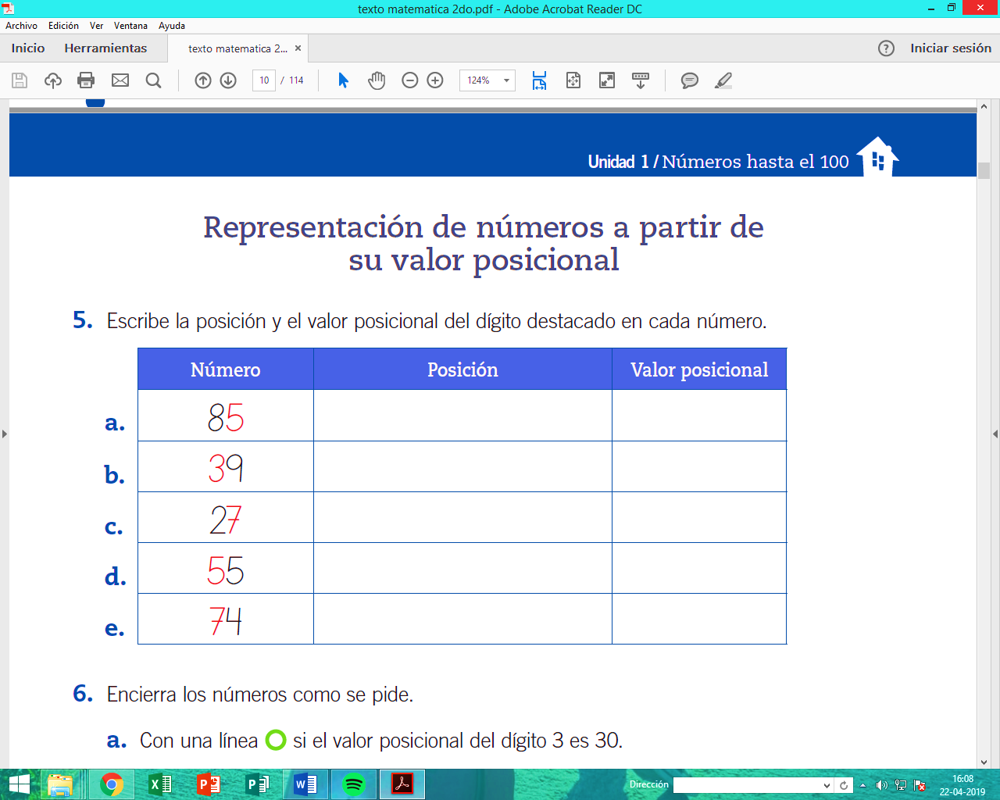 texto matematica 2do.pdf - Adobe Acrobat Reader DC
Archivo Edición Ver Ventana Ayuda
Inicio Herramientas texto matematica 2... × ? Iniciar sesión
10 / 114 124%
Unidad 1 / Números hasta el 100
Representación de números a partir de
su valor posicional
5. Escribe la posición y el valor posicional del dígito destacado en cada número.
Número Posición Valor posicional
a. 85
b. 39
c. 27
d. 55
e. 74
6. Encierra los números como se pide.
a. Con una línea si el valor posicional del dígito 3 es 30.
Dirección 16:08
22-04-2019